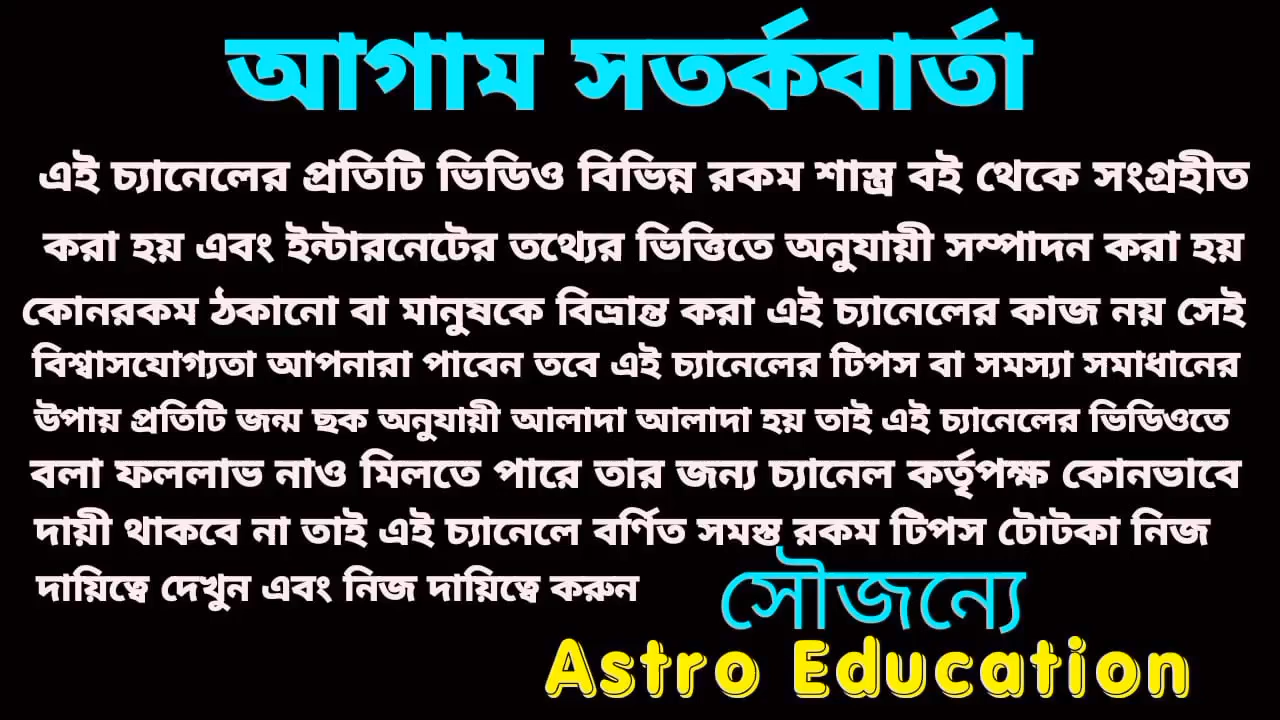 আগাম সতর্কবার্তা
এই চ্যানেলের প্রতিটি ভিডিও বিভিন্ন রকম শাস্ত্র বই থেকে সংগ্রহীত
করা হয় এবং ইন্টারনেটের তথ্যের ভিত্তিতে অনুযায়ী সম্পাদন করা হয়
কোনরকম ঠকানো বা মানুষকে বিভ্রান্ত করা এই চ্যানেলের কাজ নয় সেই
বিশ্বাসযোগ্যতা আপনারা পাবেন তবে এই চ্যানেলের টিপস বা সমস্যা সমাধানের
উপায় প্রতিটি জন্ম ছক অনুযায়ী আলাদা আলাদা হয় তাই এই চ্যানেলের ভিডিওতে
বলা ফললাভ নাও মিলতে পারে তার জন্য চ্যানেল কর্তৃপক্ষ কোনভাবে
দায়ী থাকবে না তাই এই চ্যানেলে বর্ণিত সমস্ত রকম টিপস টোটকা নিজ
দায়িত্বে দেখুন এবং নিজ দায়িত্বে করুন
সৌজন্যে
Astro Education